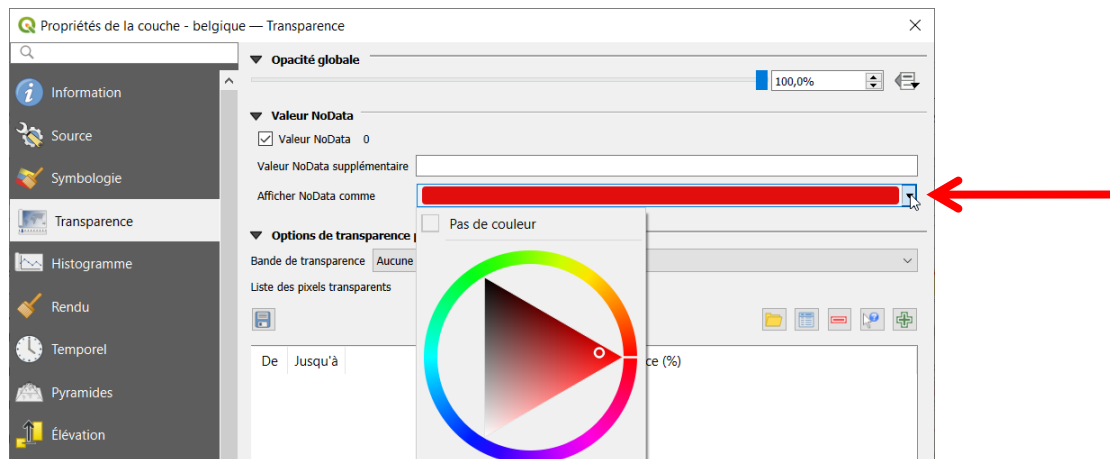 Propriétés de la couche - belgique — Transparence
Opacité globale
100,0%
Information
Valeur NoData
Source
Valeur NoData 0
Valeur NoData supplémentaire
Symbologie
Afficher NoData comme
Transparence
Pas de couleur
Options de transparence
Histogramme
Bande de transparence Aucune
Liste des pixels transparents
Rendu
Temporel
De Jusqu'à ce (%)
Pyramides
Élévation